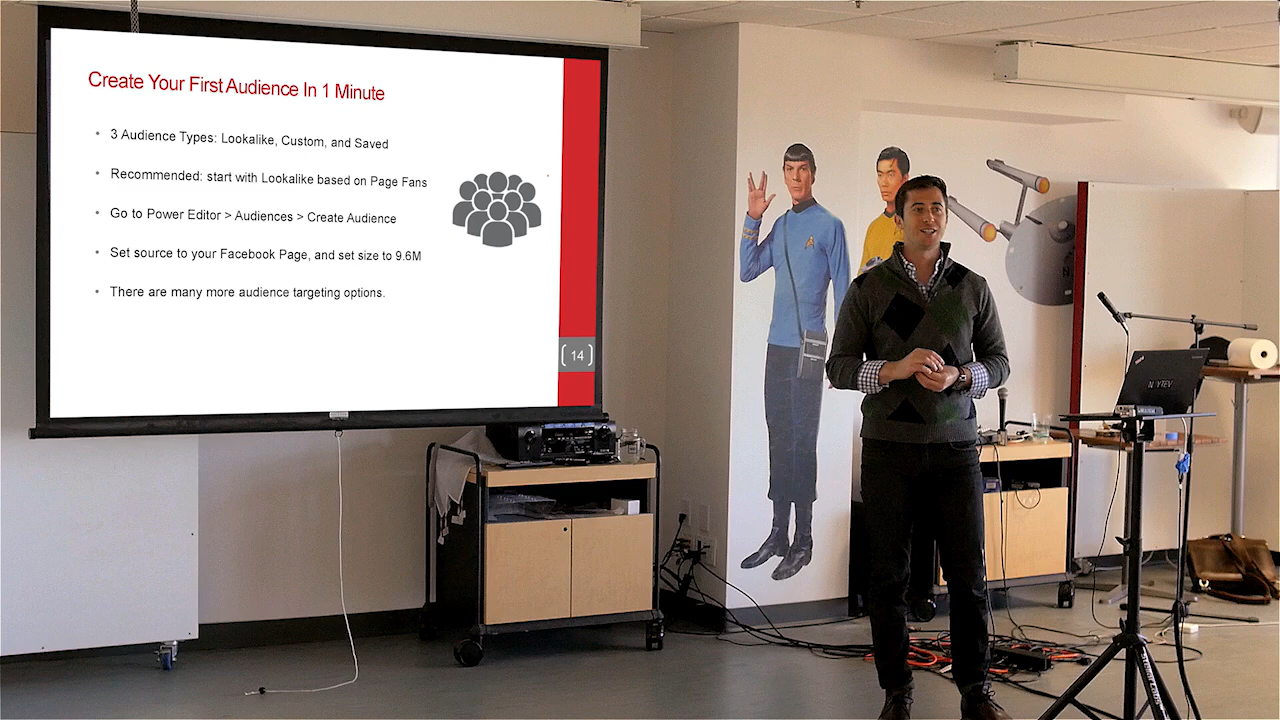 Create Your First Audience In 1 Minute
• 3 Audience Types: Lookalike, Custom, and Saved
• Recommended: start with Lookalike based on Page Fans
• Go to Power Editor > Audiences > Create Audience
• Set source to your Facebook Page, and set size to 9.6M
• There are many more audience targeting options.
14